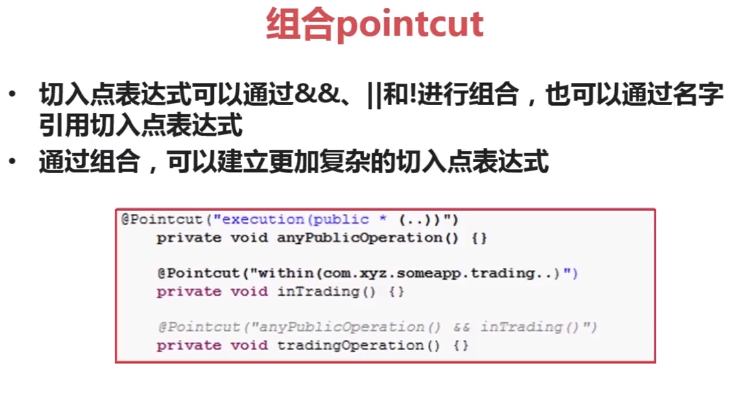 组合pointcut
• 切入点表达式可以通过&&、||和!进行组合，也可以通过名字
引用切入点表达式
• 通过组合，可以建立更加复杂的切入点表达式
@Pointcut("execution(public * (..))")
private void anyPublicOperation() {}
@Pointcut("within(com.xyz.someapp.trading..)")
private void inTrading() {}
@Pointcut("anyPublicOperation() && inTrading()")
private void tradingOperation() {}